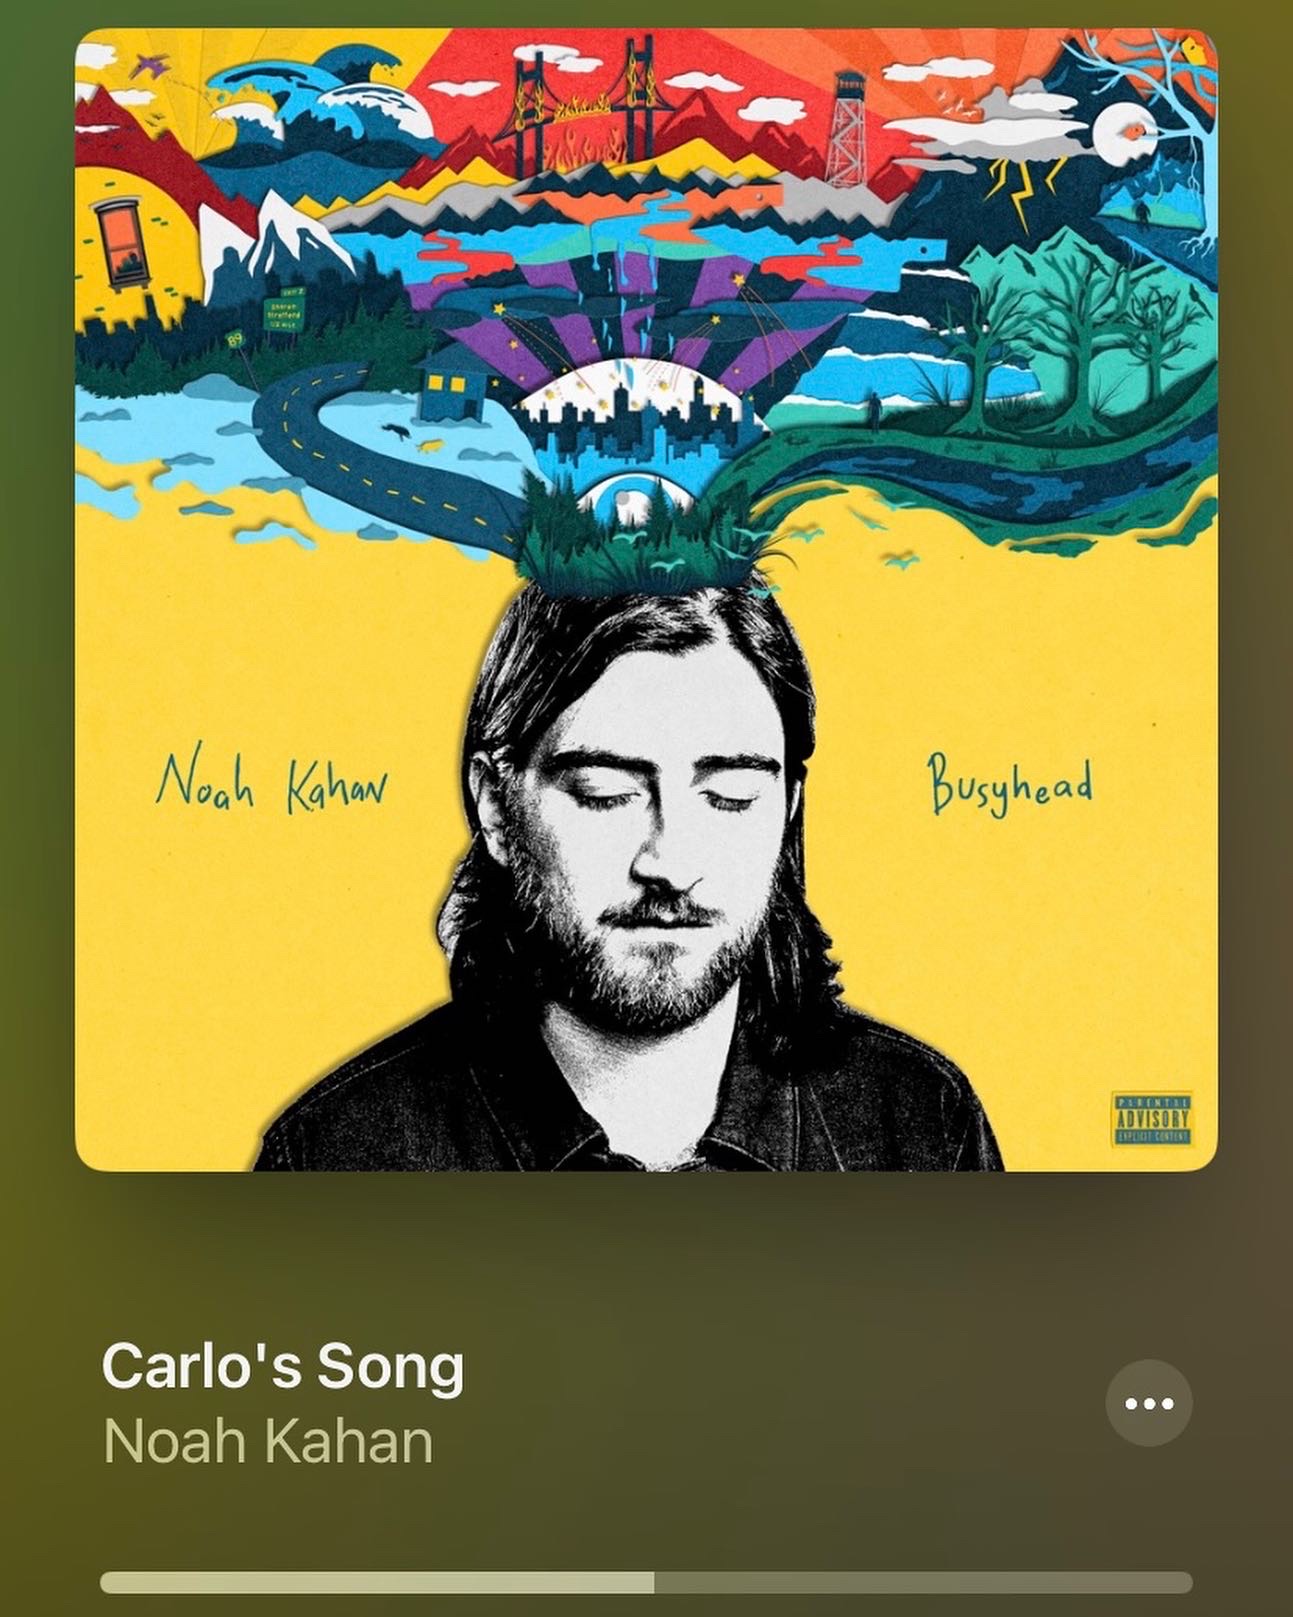 EXIT 2
Sharon
Strafford
1/2 MILE
89
Noah Kahan
Busyhead
PARENTAL
ADVISORY
EXPLICIT CONTENT
Carlo's Song
Noah Kahan